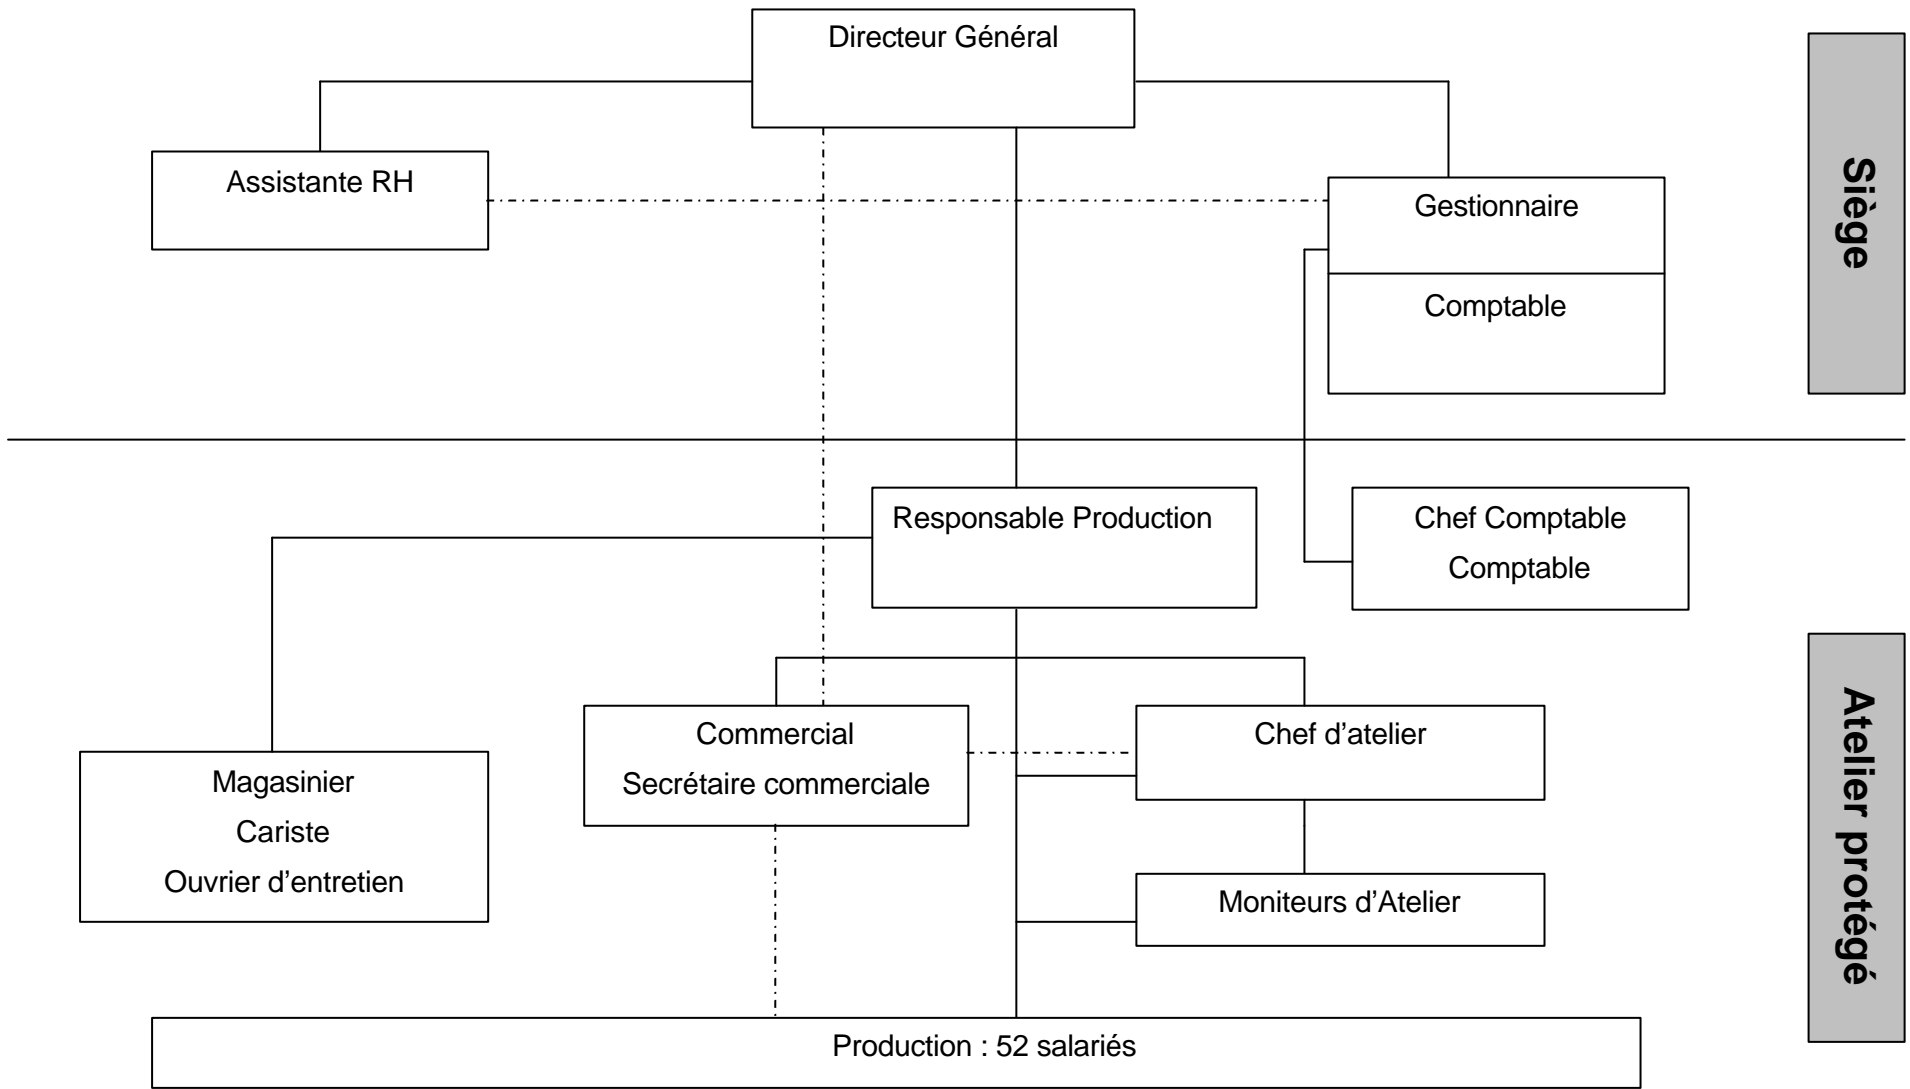 Directeur Général
Assistante RH
Gestionnaire
Comptable
Siège
Responsable Production
Chef Comptable
Comptable
Commercial
Secrétaire commerciale
Chef d’atelier
Magasinier
Cariste
Ouvrier d’entretien
Moniteurs d’Atelier
Atelier protégé
Production : 52 salariés